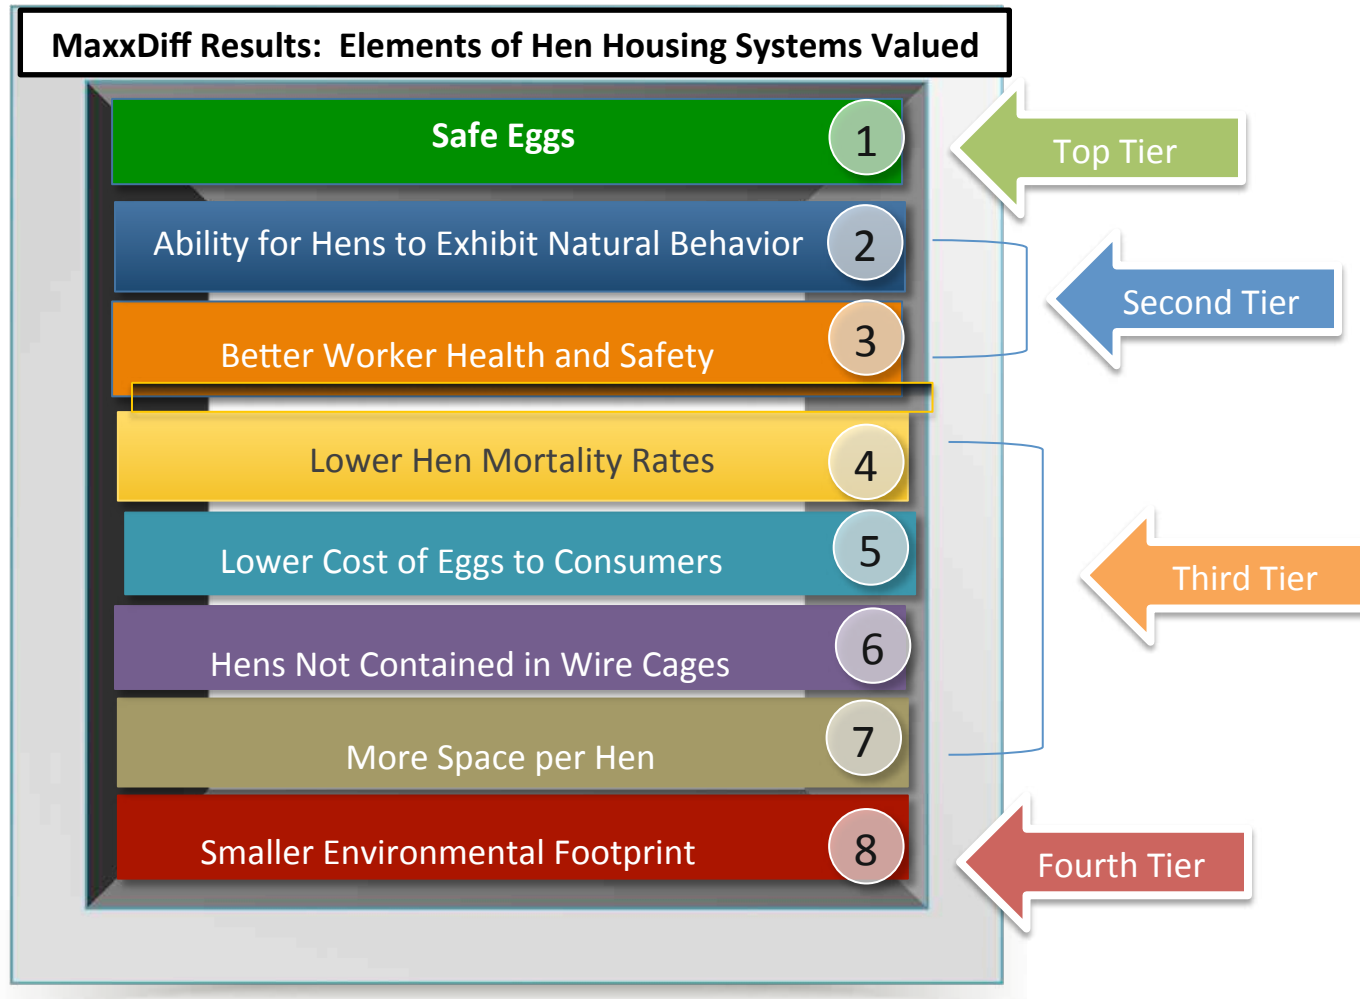 MaxxDiff Results:  Elements of Hen Housing Systems Valued
Safe Eggs 1
Top Tier
Ability for Hens to Exhibit Natural Behavior 2
Second Tier
Better Worker Health and Safety 3
Lower Hen Mortality Rates 4
Lower Cost of Eggs to Consumers 5
Third Tier
Hens Not Contained in Wire Cages 6
More Space per Hen 7
Smaller Environmental Footprint 8
Fourth Tier